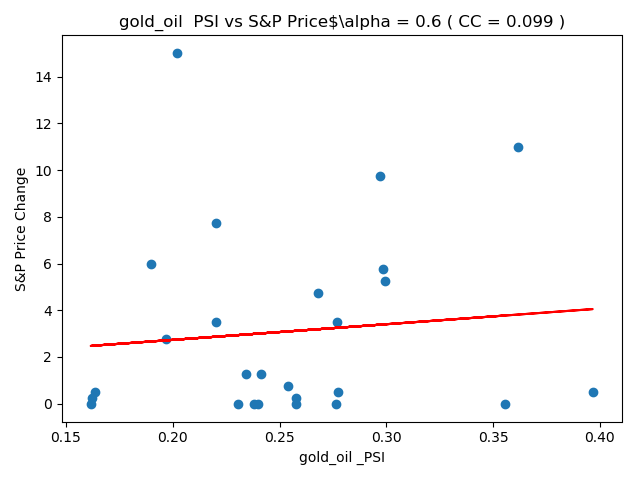 gold_oil  PSI vs S&P Price$\alpha = 0.6 ( CC = 0.099 )
S&P Price Change
14
12
10
8
6
4
2
0
0.15 0.20 0.25 0.30 0.35 0.40
gold_oil _PSI